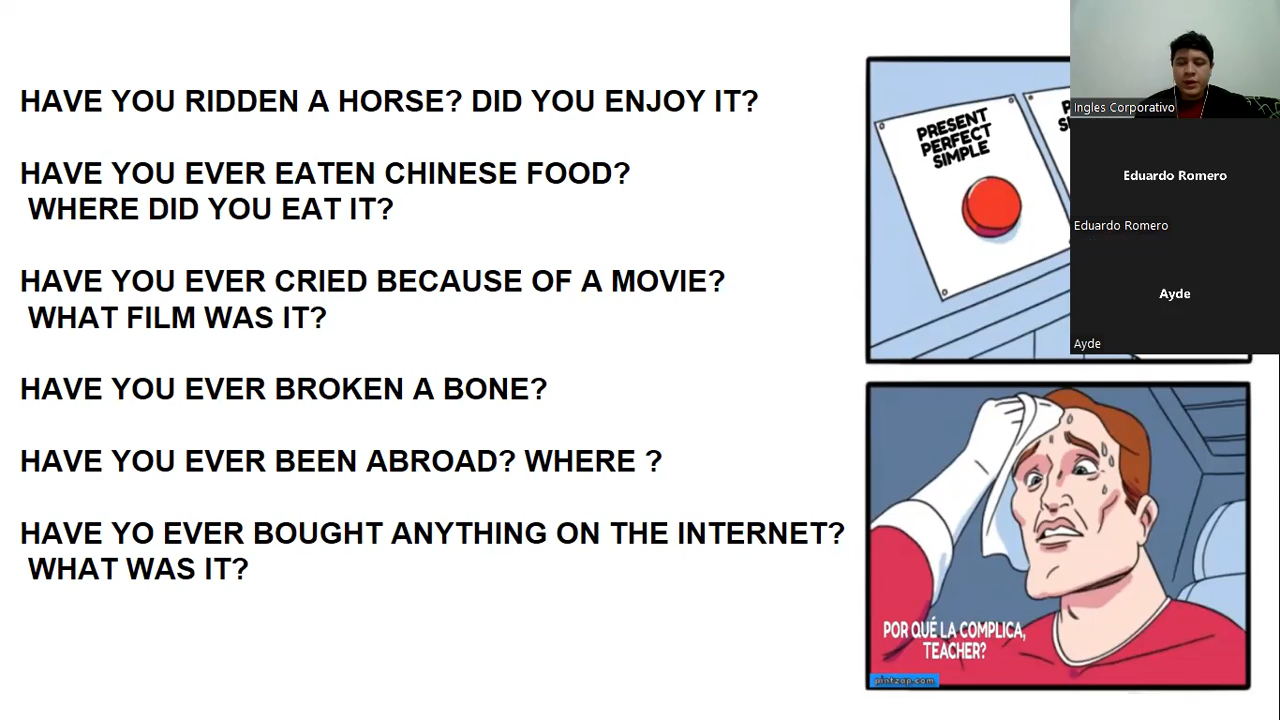 HAVE YOU RIDDEN A HORSE? DID YOU ENJOY IT?
HAVE YOU EVER EATEN CHINESE FOOD?
WHERE DID YOU EAT IT?
HAVE YOU EVER CRIED BECAUSE OF A MOVIE?
WHAT FILM WAS IT?
HAVE YOU EVER BROKEN A BONE?
HAVE YOU EVER BEEN ABROAD? WHERE ?
HAVE YO EVER BOUGHT ANYTHING ON THE INTERNET?
WHAT WAS IT?
PRESENT
PERFECT
SIMPLE
Ingles Corporativo
Eduardo Romero
Eduardo Romero
Ayde
Ayde
POR QUÉ LA COMPLICA,
TEACHER?
pintzap.com